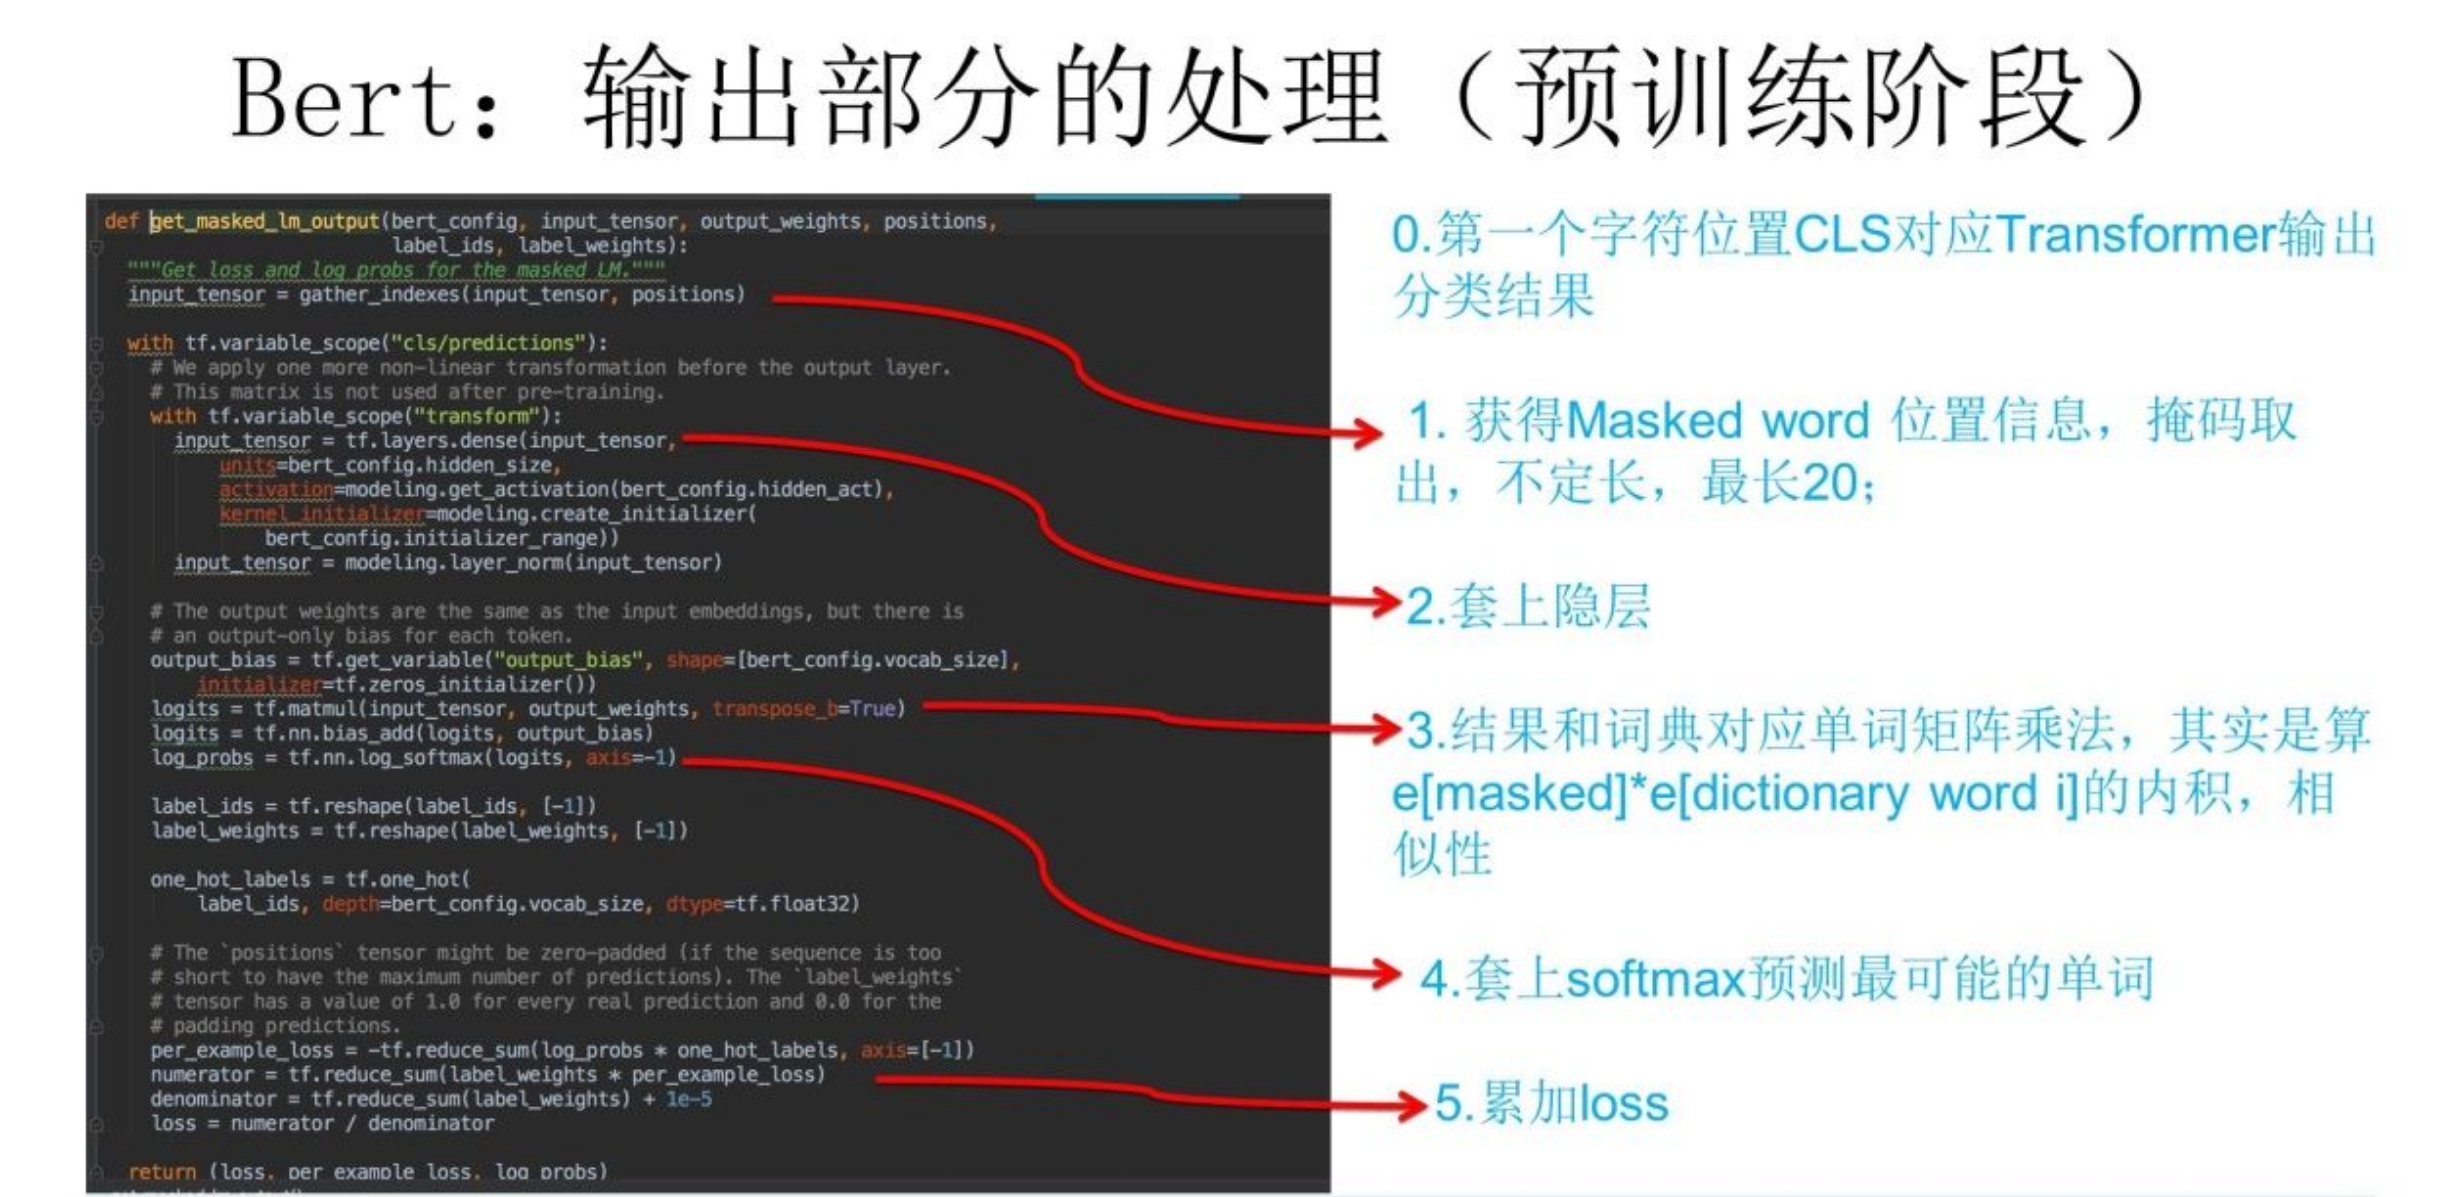 Bert：输出部分的处理（预训练阶段）
def get_masked_lm_output(bert_config, input_tensor, output_weights, positions,
label_ids, label_weights):
"""Get loss and log probs for the masked LM."""
input_tensor = gather_indexes(input_tensor, positions)
with tf.variable_scope("cls/predictions"):
# We apply one more non-linear transformation before the output layer.
# This matrix is not used after pre-training.
with tf.variable_scope("transform"):
input_tensor = tf.layers.dense(input_tensor,
units=bert_config.hidden_size,
activation=modeling.get_activation(bert_config.hidden_act),
kernel_initializer=modeling.create_initializer(
bert_config.initializer_range))
input_tensor = modeling.layer_norm(input_tensor)
# The output weights are the same as the input embeddings, but there is
# an output-only bias for each token.
output_bias = tf.get_variable("output_bias", shape=[bert_config.vocab_size],
initializer=tf.zeros_initializer())
logits = tf.matmul(input_tensor, output_weights, transpose_b=True)
logits = tf.nn.bias_add(logits, output_bias)
log_probs = tf.nn.log_softmax(logits, axis=-1)
label_ids = tf.reshape(label_ids, [-1])
label_weights = tf.reshape(label_weights, [-1])
one_hot_labels = tf.one_hot(
label_ids, depth=bert_config.vocab_size, dtype=tf.float32)
# The `positions` tensor might be zero-padded (if the sequence is too
# short to have the maximum number of predictions). The `label_weights`
# tensor has a value of 1.0 for every real prediction and 0.0 for the
# padding predictions.
per_example_loss = -tf.reduce_sum(log_probs * one_hot_labels, axis=[-1])
numerator = tf.reduce_sum(label_weights * per_example_loss)
denominator = tf.reduce_sum(label_weights) + 1e-5
loss = numerator / denominator
return (loss, per_example_loss, log_probs)
0.第一个字符位置CLS对应Transformer输出
分类结果
1. 获得Masked word 位置信息，掩码取
出，不定长，最长20；
2.套上隐层
3.结果和词典对应单词矩阵乘法，其实是算
e[masked]*e[dictionary word i]的内积，相
似性
4.套上softmax预测最可能的单词
5.累加loss